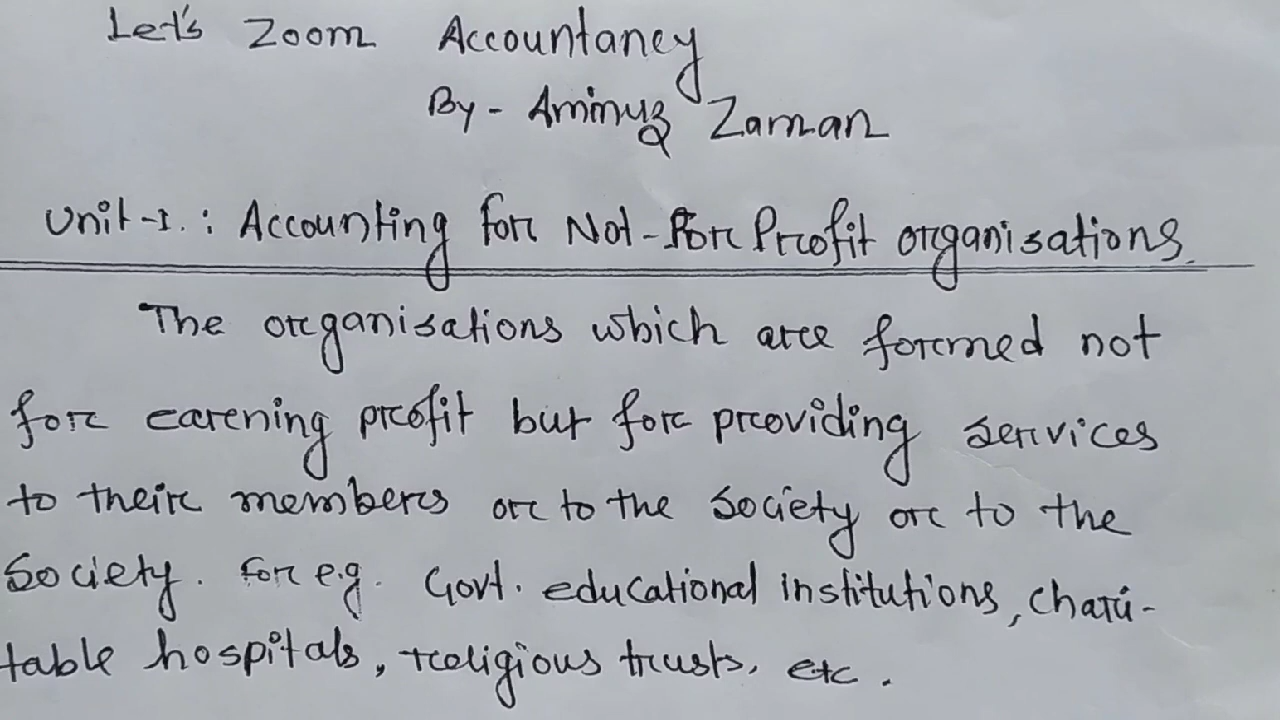 Let's Zoom Accountancy
By - Aminuz Zaman
Unit-I. : Accounting for Not-For Profit organisations.
The organisations which are formed not
for earening profit but for providing services
to their members or to the society or to the
society. For e.g. Govt. educational institutions, chari-
table hospitals, religious trusts, etc.